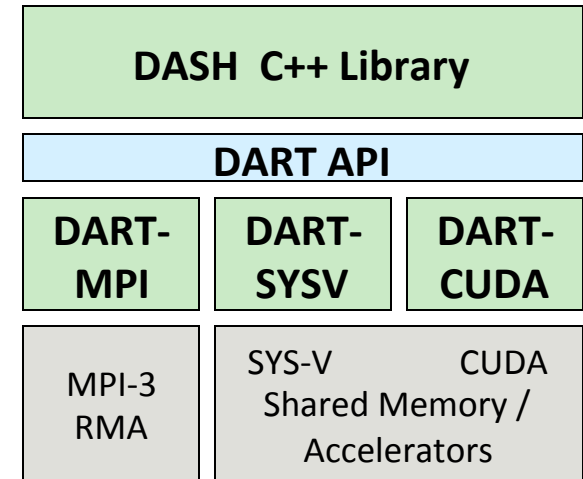 DASH C++ Library
DART API
DART-
MPI
DART-
SYSV
DART-
CUDA
MPI-3
RMA
SYS-V CUDA
Shared Memory /
Accelerators